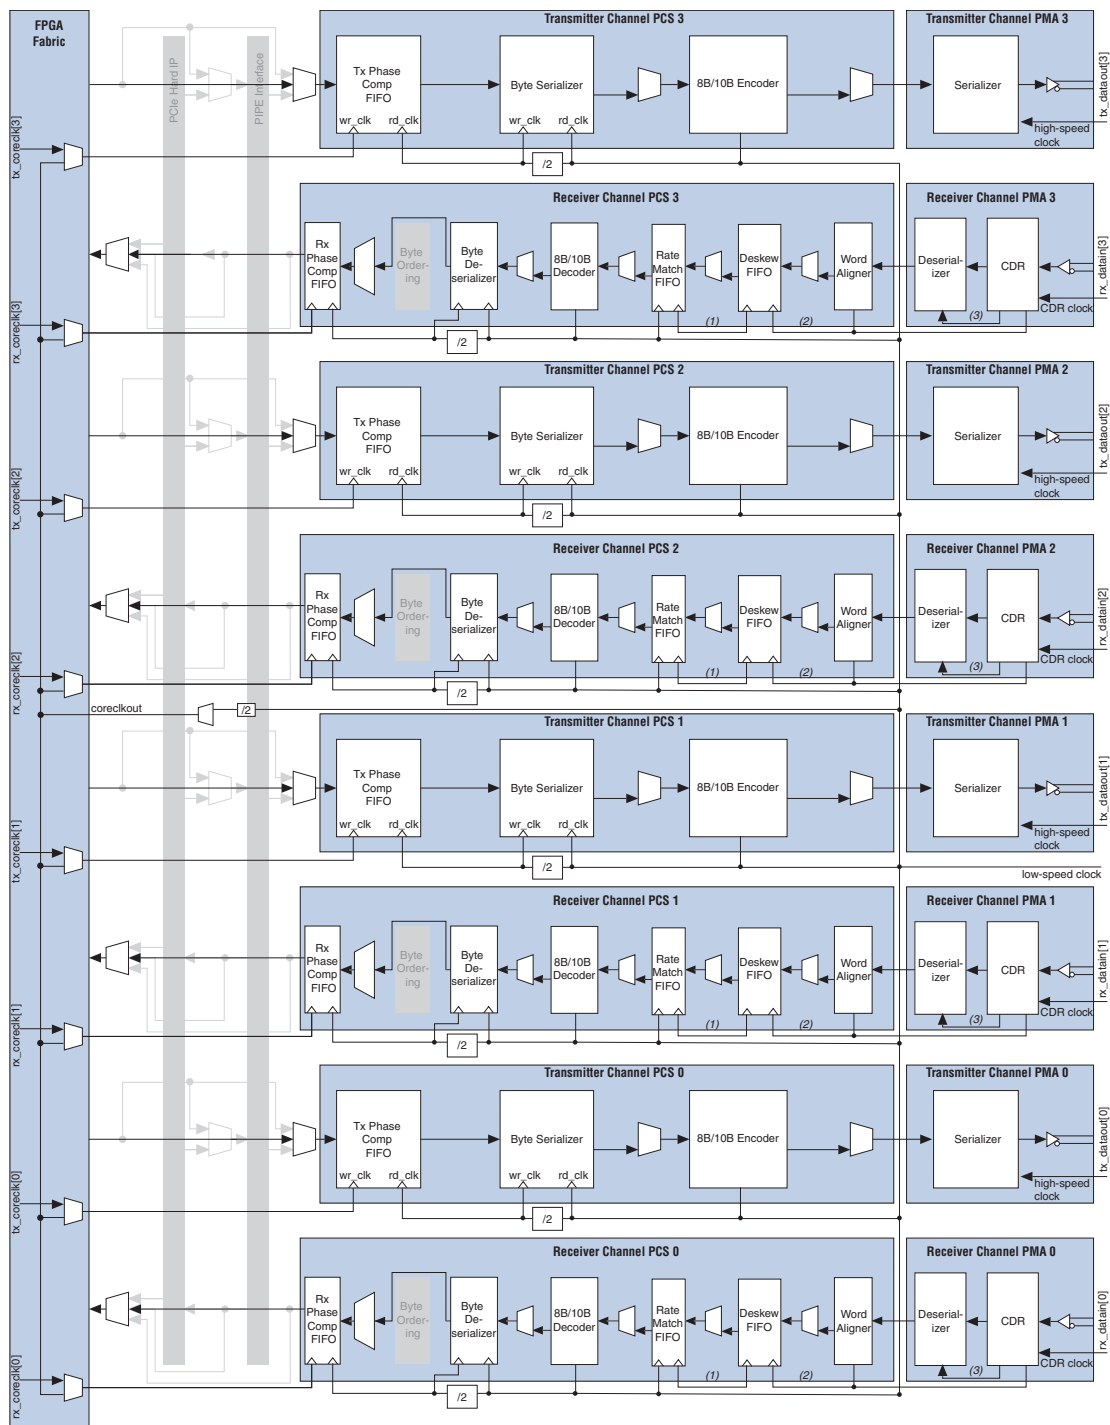 FPGA
Fabric
PCIe Hard IP
PIPE Interface
Transmitter Channel PCS 3
Transmitter Channel PMA 3
Tx Phase
Comp
FIFO
wr_clk
rd_clk
Byte Serializer
8B/10B Encoder
Serializer
high-speed
clock
tx_dataout[3]
tx_coreclk[3]
/2
Receiver Channel PCS 3
Receiver Channel PMA 3
Rx
Phase
Comp
FIFO
Byte
Order-
ing
Byte
De-
serializer
8B/10B
Decoder
Rate
Match
FIFO
Deskew
FIFO
Word
Aligner
Deserial-
izer
CDR
rx_datain[3]
CDR clock
rx_coreclk[3]
/2
(1)
(2)
(3)
Transmitter Channel PCS 2
Transmitter Channel PMA 2
Tx Phase
Comp
FIFO
wr_clk
rd_clk
Byte Serializer
8B/10B Encoder
Serializer
high-speed
clock
tx_dataout[2]
tx_coreclk[2]
/2
Receiver Channel PCS 2
Receiver Channel PMA 2
Rx
Phase
Comp
FIFO
Byte
Order-
ing
Byte
De-
serializer
8B/10B
Decoder
Rate
Match
FIFO
Deskew
FIFO
Word
Aligner
Deserial-
izer
CDR
rx_datain[2]
CDR clock
rx_coreclk[2]
/2
(1)
(2)
(3)
coreclkout
/2
Transmitter Channel PCS 1
Transmitter Channel PMA 1
Tx Phase
Comp
FIFO
wr_clk
rd_clk
Byte Serializer
8B/10B Encoder
Serializer
high-speed
clock
tx_dataout[1]
tx_coreclk[1]
/2
low-speed clock
Receiver Channel PCS 1
Receiver Channel PMA 1
Rx
Phase
Comp
FIFO
Byte
Order-
ing
Byte
De-
serializer
8B/10B
Decoder
Rate
Match
FIFO
Deskew
FIFO
Word
Aligner
Deserial-
izer
CDR
rx_datain[1]
CDR clock
rx_coreclk[1]
/2
(1)
(2)
(3)
Transmitter Channel PCS 0
Transmitter Channel PMA 0
Tx Phase
Comp
FIFO
wr_clk
rd_clk
Byte Serializer
8B/10B Encoder
Serializer
high-speed
clock
tx_dataout[0]
tx_coreclk[0]
/2
Receiver Channel PCS 0
Receiver Channel PMA 0
Rx
Phase
Comp
FIFO
Byte
Order-
ing
Byte
De-
serializer
8B/10B
Decoder
Rate
Match
FIFO
Deskew
FIFO
Word
Aligner
Deserial-
izer
CDR
rx_datain[0]
CDR clock
rx_coreclk[0]
/2
(1)
(2)
(3)